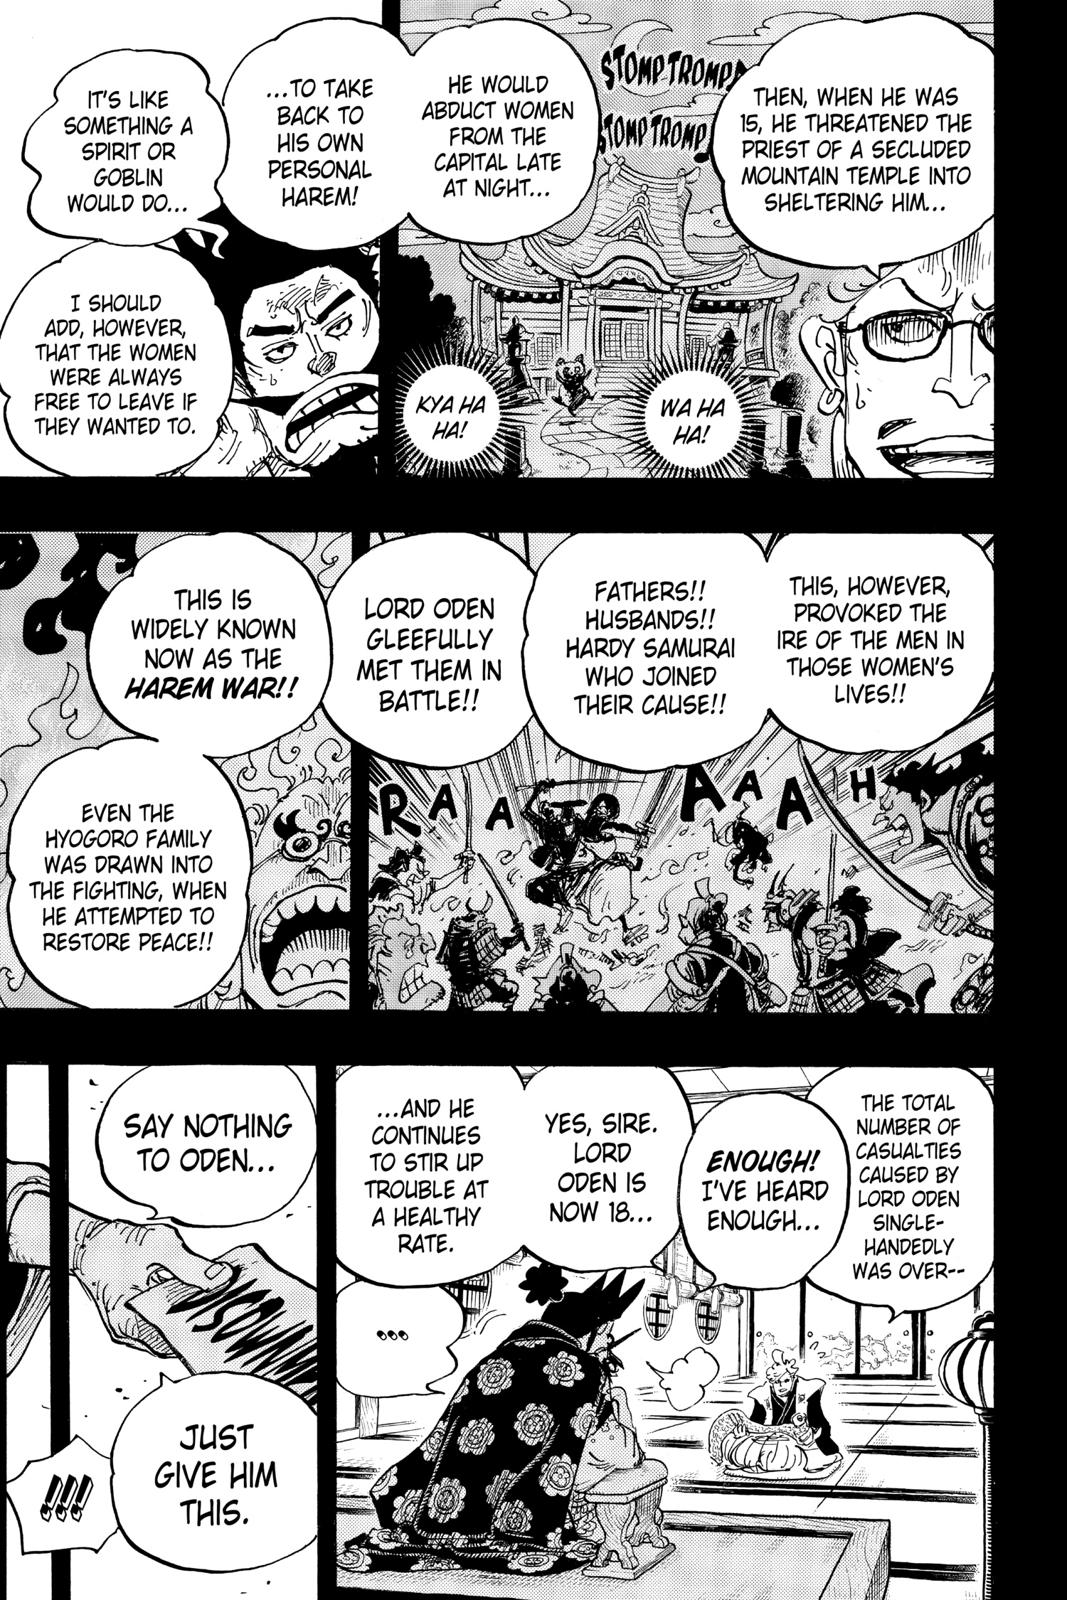 THEN, WHEN HE WAS
15, HE THREATENED THE
PRIEST OF A SECLUDED
MOUNTAIN TEMPLE INTO
SHELTERING HIM...
STOMP TROMP
STOMP TROMP
HE WOULD
ABDUCT WOMEN
FROM THE
CAPITAL LATE
AT NIGHT...
...TO TAKE
BACK TO
HIS OWN
PERSONAL
HAREM!
WA HA
HA!
KYA HA
HA!
IT'S LIKE
SOMETHING A
SPIRIT OR
GOBLIN
WOULD DO...
I SHOULD
ADD, HOWEVER,
THAT THE WOMEN
WERE ALWAYS
FREE TO LEAVE IF
THEY WANTED TO.
THIS, HOWEVER,
PROVOKED THE
IRE OF THE MEN IN
THOSE WOMEN'S
LIVES!!
FATHERS!!
HUSBANDS!!
HARDY SAMURAI
WHO JOINED
THEIR CAUSE!!
LORD ODEN
GLEEFULLY
MET THEM IN
BATTLE!!
RAA AAAH
THIS IS
WIDELY KNOWN
NOW AS THE
HAREM WAR!!
EVEN THE
HYOGORO FAMILY
WAS DRAWN INTO
THE FIGHTING, WHEN
HE ATTEMPTED TO
RESTORE PEACE!!
THE TOTAL
NUMBER OF
CASUALTIES
CAUSED BY
LORD ODEN
SINGLE-
HANDEDLY
WAS OVER--
ENOUGH!
I'VE HEARD
ENOUGH...
YES, SIRE.
LORD
ODEN IS
NOW 18...
...AND HE
CONTINUES
TO STIR UP
TROUBLE AT
A HEALTHY
RATE.
...
SAY NOTHING
TO ODEN...
DISOWN
JUST
GIVE HIM
THIS.
!!!!